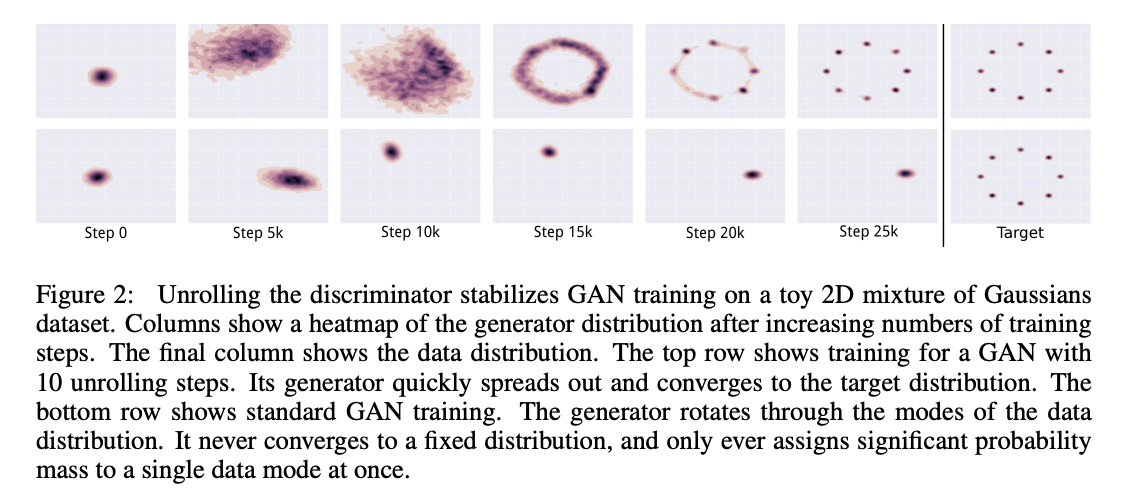 Step 0 Step 5k Step 10k Step 15k Step 20k Step 25k Target
Figure 2: Unrolling the discriminator stabilizes GAN training on a toy 2D mixture of Gaussians
dataset. Columns show a heatmap of the generator distribution after increasing numbers of training
steps. The final column shows the data distribution. The top row shows training for a GAN with
10 unrolling steps. Its generator quickly spreads out and converges to the target distribution. The
bottom row shows standard GAN training. The generator rotates through the modes of the data
distribution. It never converges to a fixed distribution, and only ever assigns significant probability
mass to a single data mode at once.